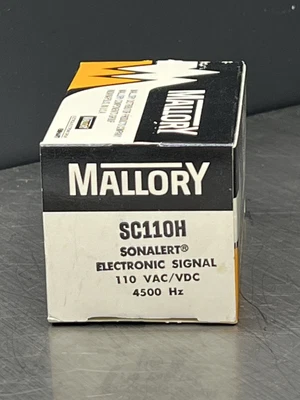 MALLORY
MALLORY
SC110H
SONALERT®
ELECTRONIC SIGNAL
110 VAC/VDC
4500 Hz